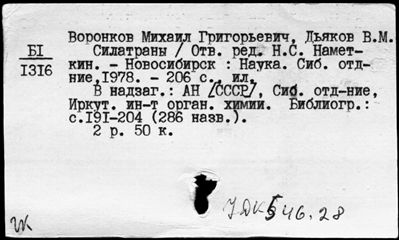 Воронков Михаил Григорьевич, Дьяков В.М.
БI
I3I6
Силатраны / Отв. ред. Н.С. Намет-
кин. - Новосибирск : Наука. Сиб. отд-
ние,I978. - 206 с., ил.
В надзаг.: АН /СССР/, Сиб. отд-ние,
Иркут. ин-т орган. химии. Библиогр.:
с.I9I-204 (286 назв.).
2 р. 50 к.
УДК 546.28
чк